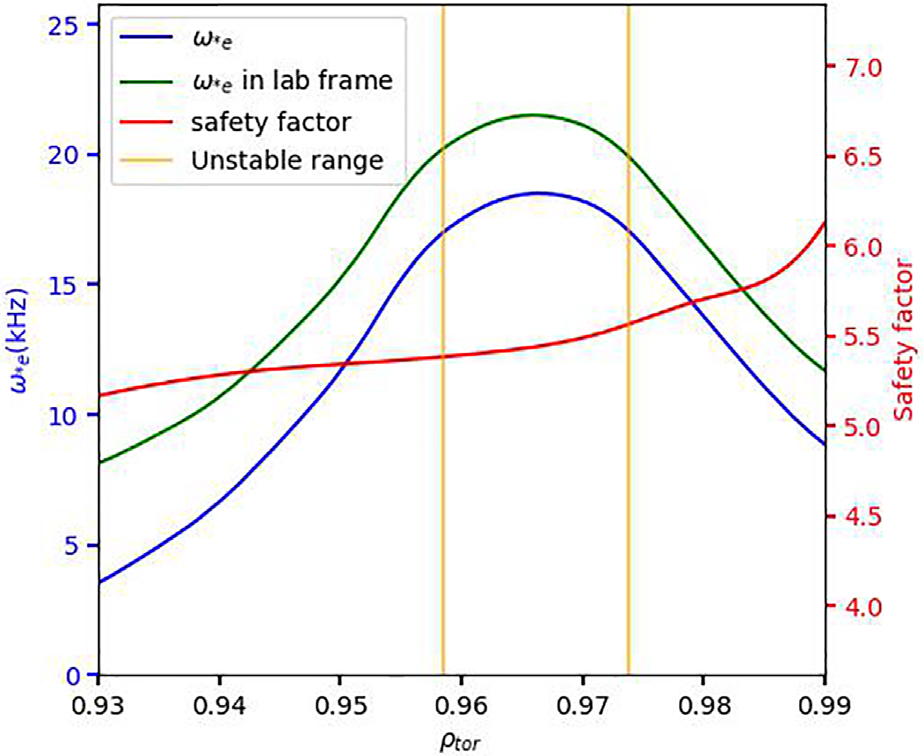 ω*e
ω*e in lab frame
safety factor
Unstable range
25
20
15
10
5
0
ω*e(kHz)
7.0
6.5
6.0
5.5
5.0
4.5
4.0
Safety factor
0.93 0.94 0.95 0.96 0.97 0.98 0.99
ρtor